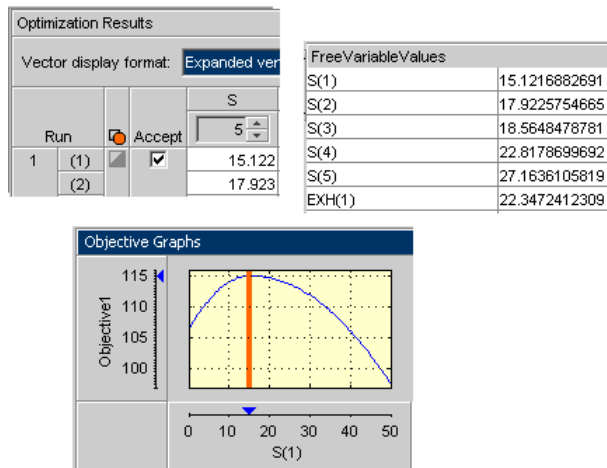 Optimization Results
Vector display format: Expanded ver
S
Run Accept 5
1 (1) 15.122
(2) 17.923
FreeVariableValues
S(1) 15.1216882691
S(2) 17.9225754665
S(3) 18.5648478781
S(4) 22.8178699692
S(5) 27.1636105819
EXH(1) 22.3472412309
Objective Graphs
115
110
105
100
Objective1
0 10 20 30 40 50
S(1)